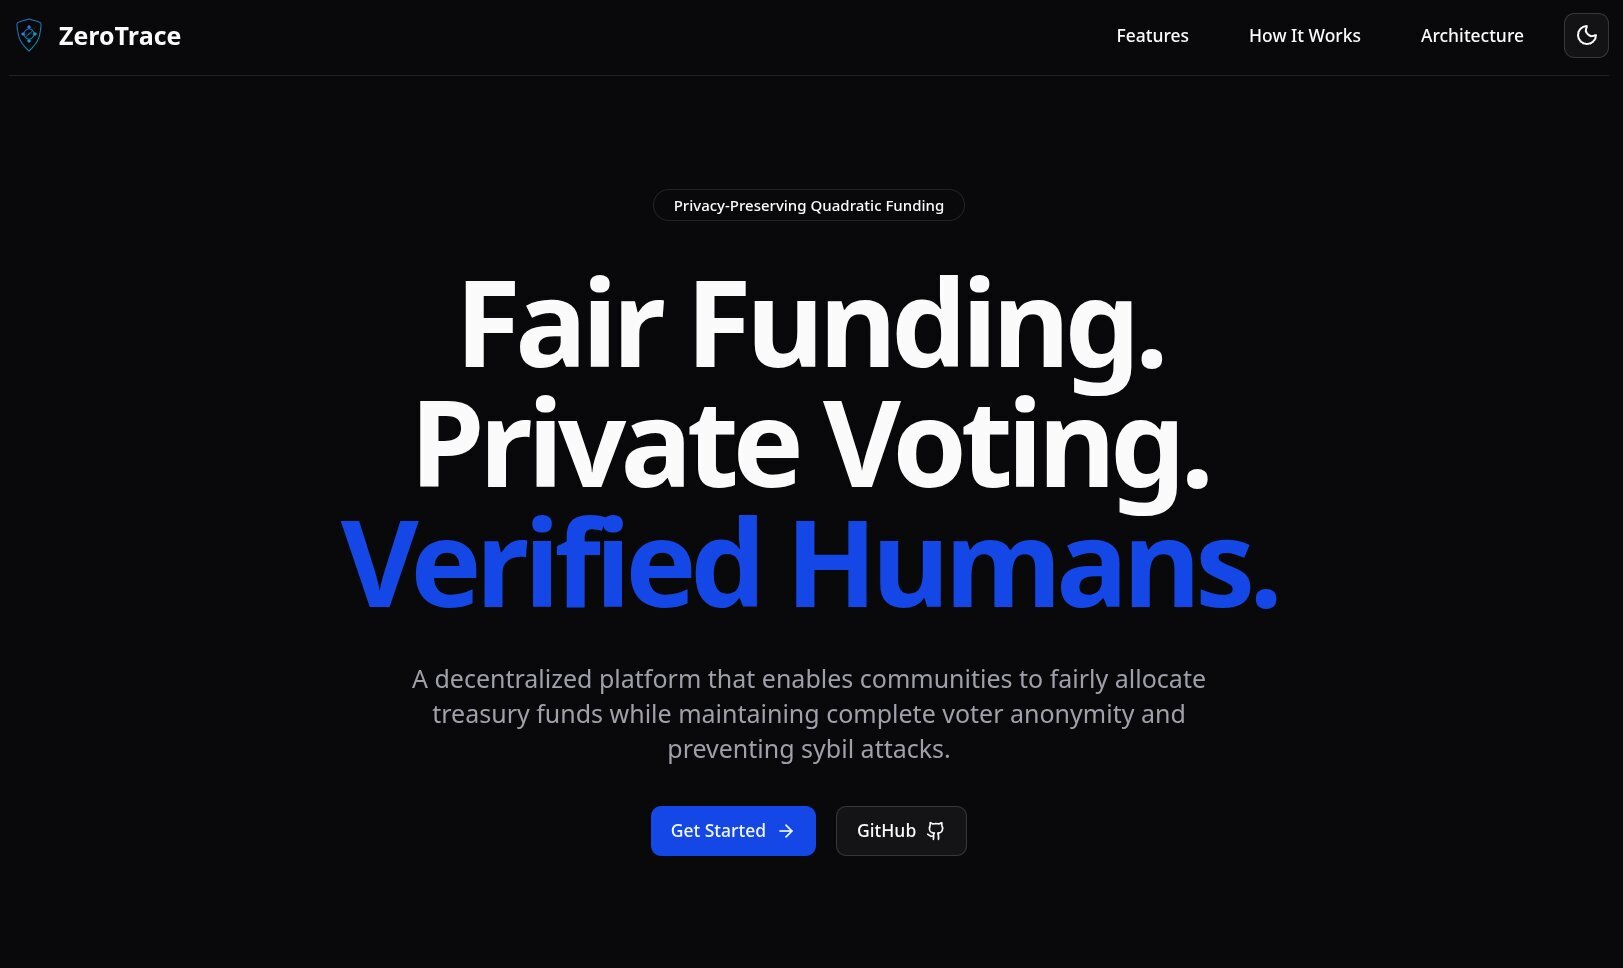 ZeroTrace
Features
How It Works
Architecture
Privacy-Preserving Quadratic Funding
Fair Funding.
Private Voting.
Verified Humans.
A decentralized platform that enables communities to fairly allocate
treasury funds while maintaining complete voter anonymity and
preventing sybil attacks.
Get Started
GitHub